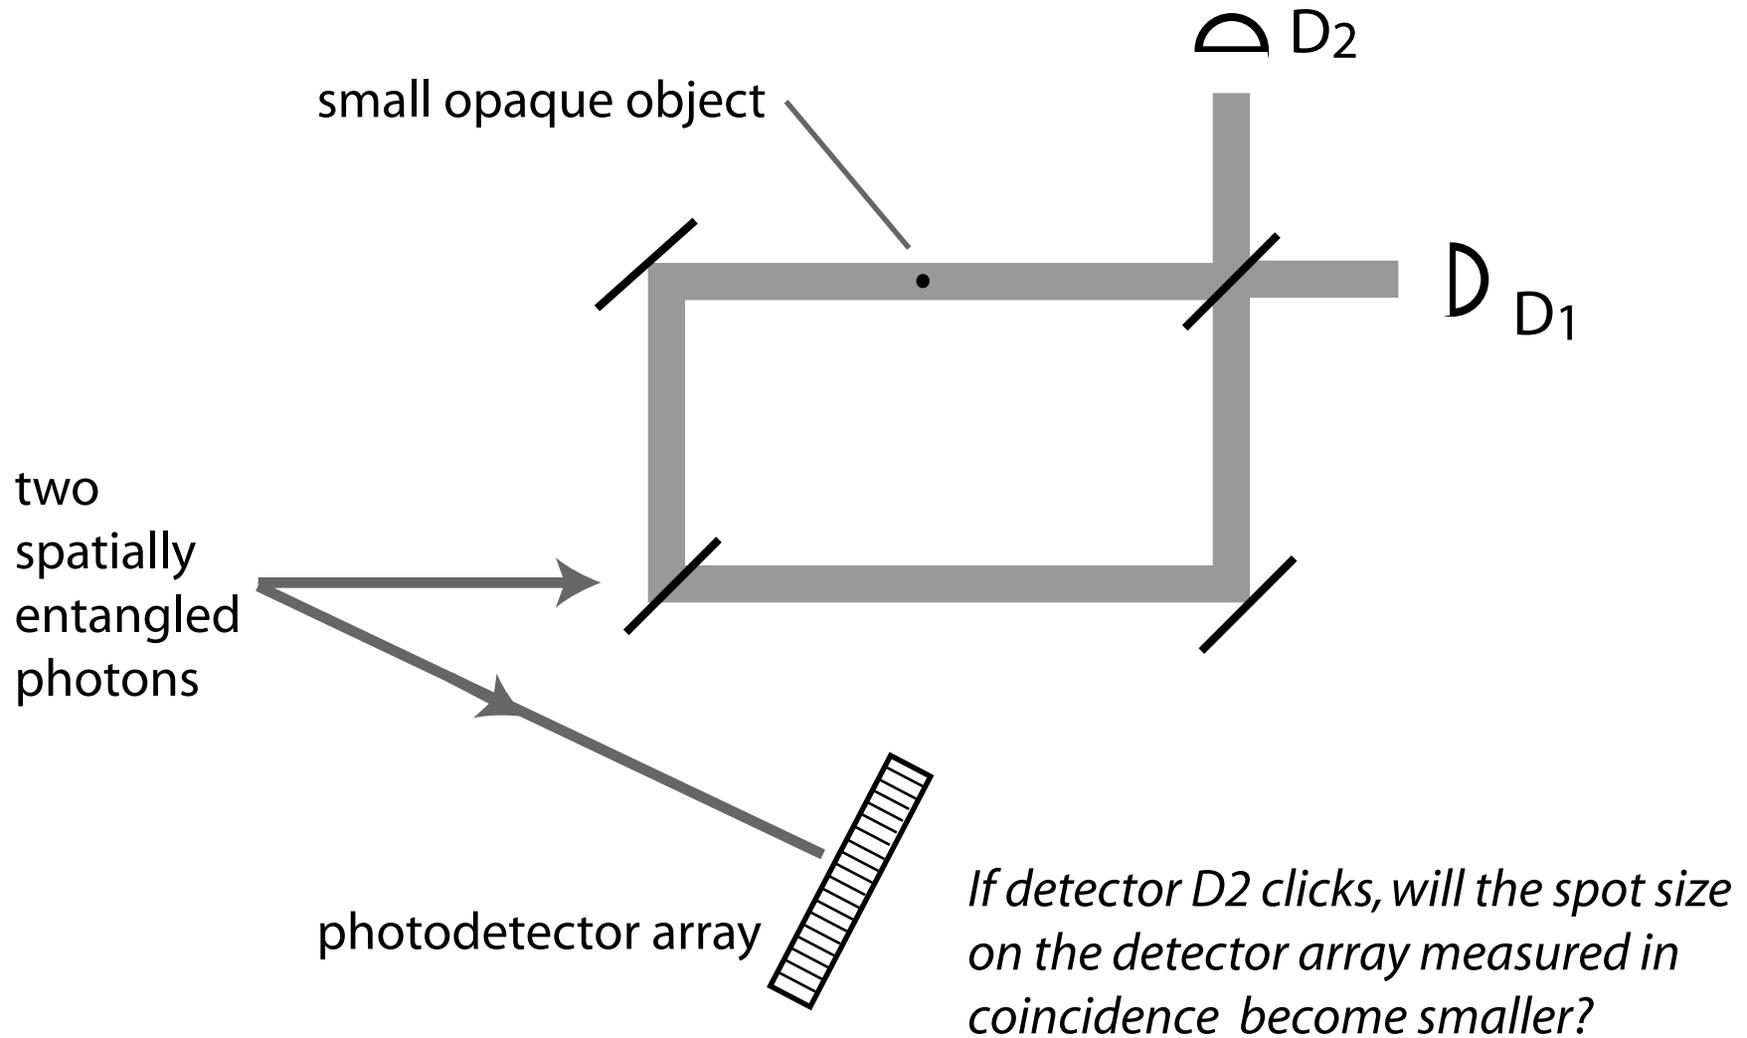 D2
small opaque object
D1
two
spatially
entangled
photons
photodetector array
If detector D2 clicks, will the spot size
on the detector array measured in
coincidence become smaller?